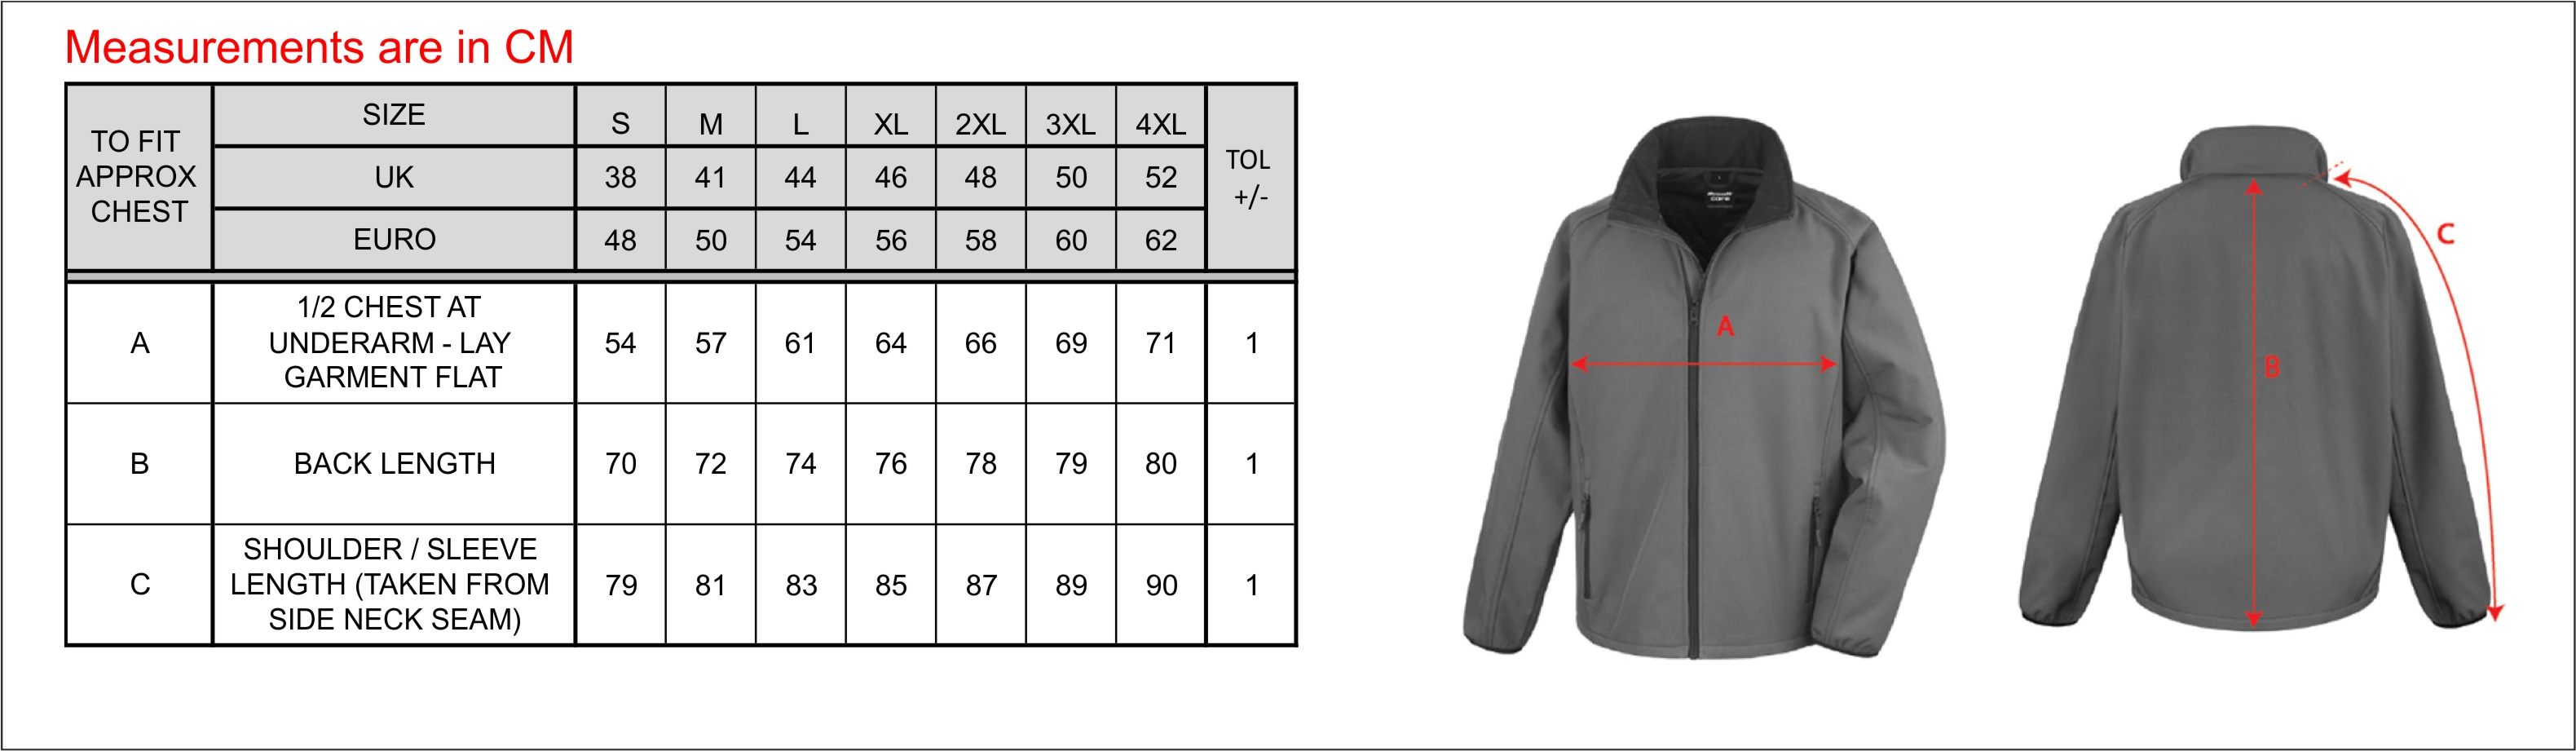 Measurements are in CM
TO FIT
APPROX
CHEST
SIZE S M L XL 2XL 3XL 4XL
UK 38 41 44 46 48 50 52
EURO 48 50 54 56 58 60 62
TOL
+/-
A
1/2 CHEST AT
UNDERARM - LAY
GARMENT FLAT
54 57 61 64 66 69 71 1
B BACK LENGTH 70 72 74 76 78 79 80 1
C
SHOULDER / SLEEVE
LENGTH (TAKEN FROM
SIDE NECK SEAM)
79 81 83 85 87 89 90 1
core
A
B
C